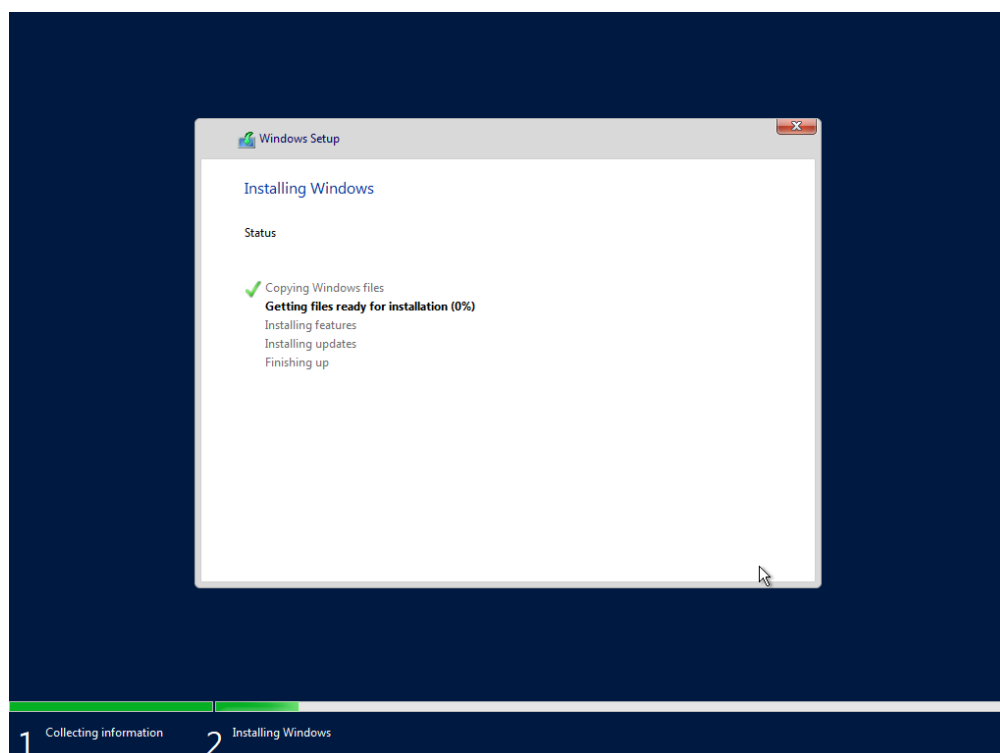 Windows Setup
Installing Windows
Status
Copying Windows files
Getting files ready for installation (0%)
Installing features
Installing updates
Finishing up
1 Collecting information 2 Installing Windows